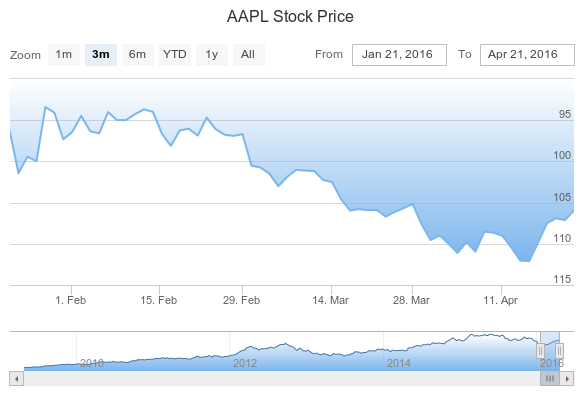 AAPL Stock Price
Zoom 1m 3m 6m YTD 1y All From Jan 21, 2016 To Apr 21, 2016
95
100
105
110
115
1. Feb 15. Feb 29. Feb 14. Mar 28. Mar 11. Apr
2010 2012 2014 2016